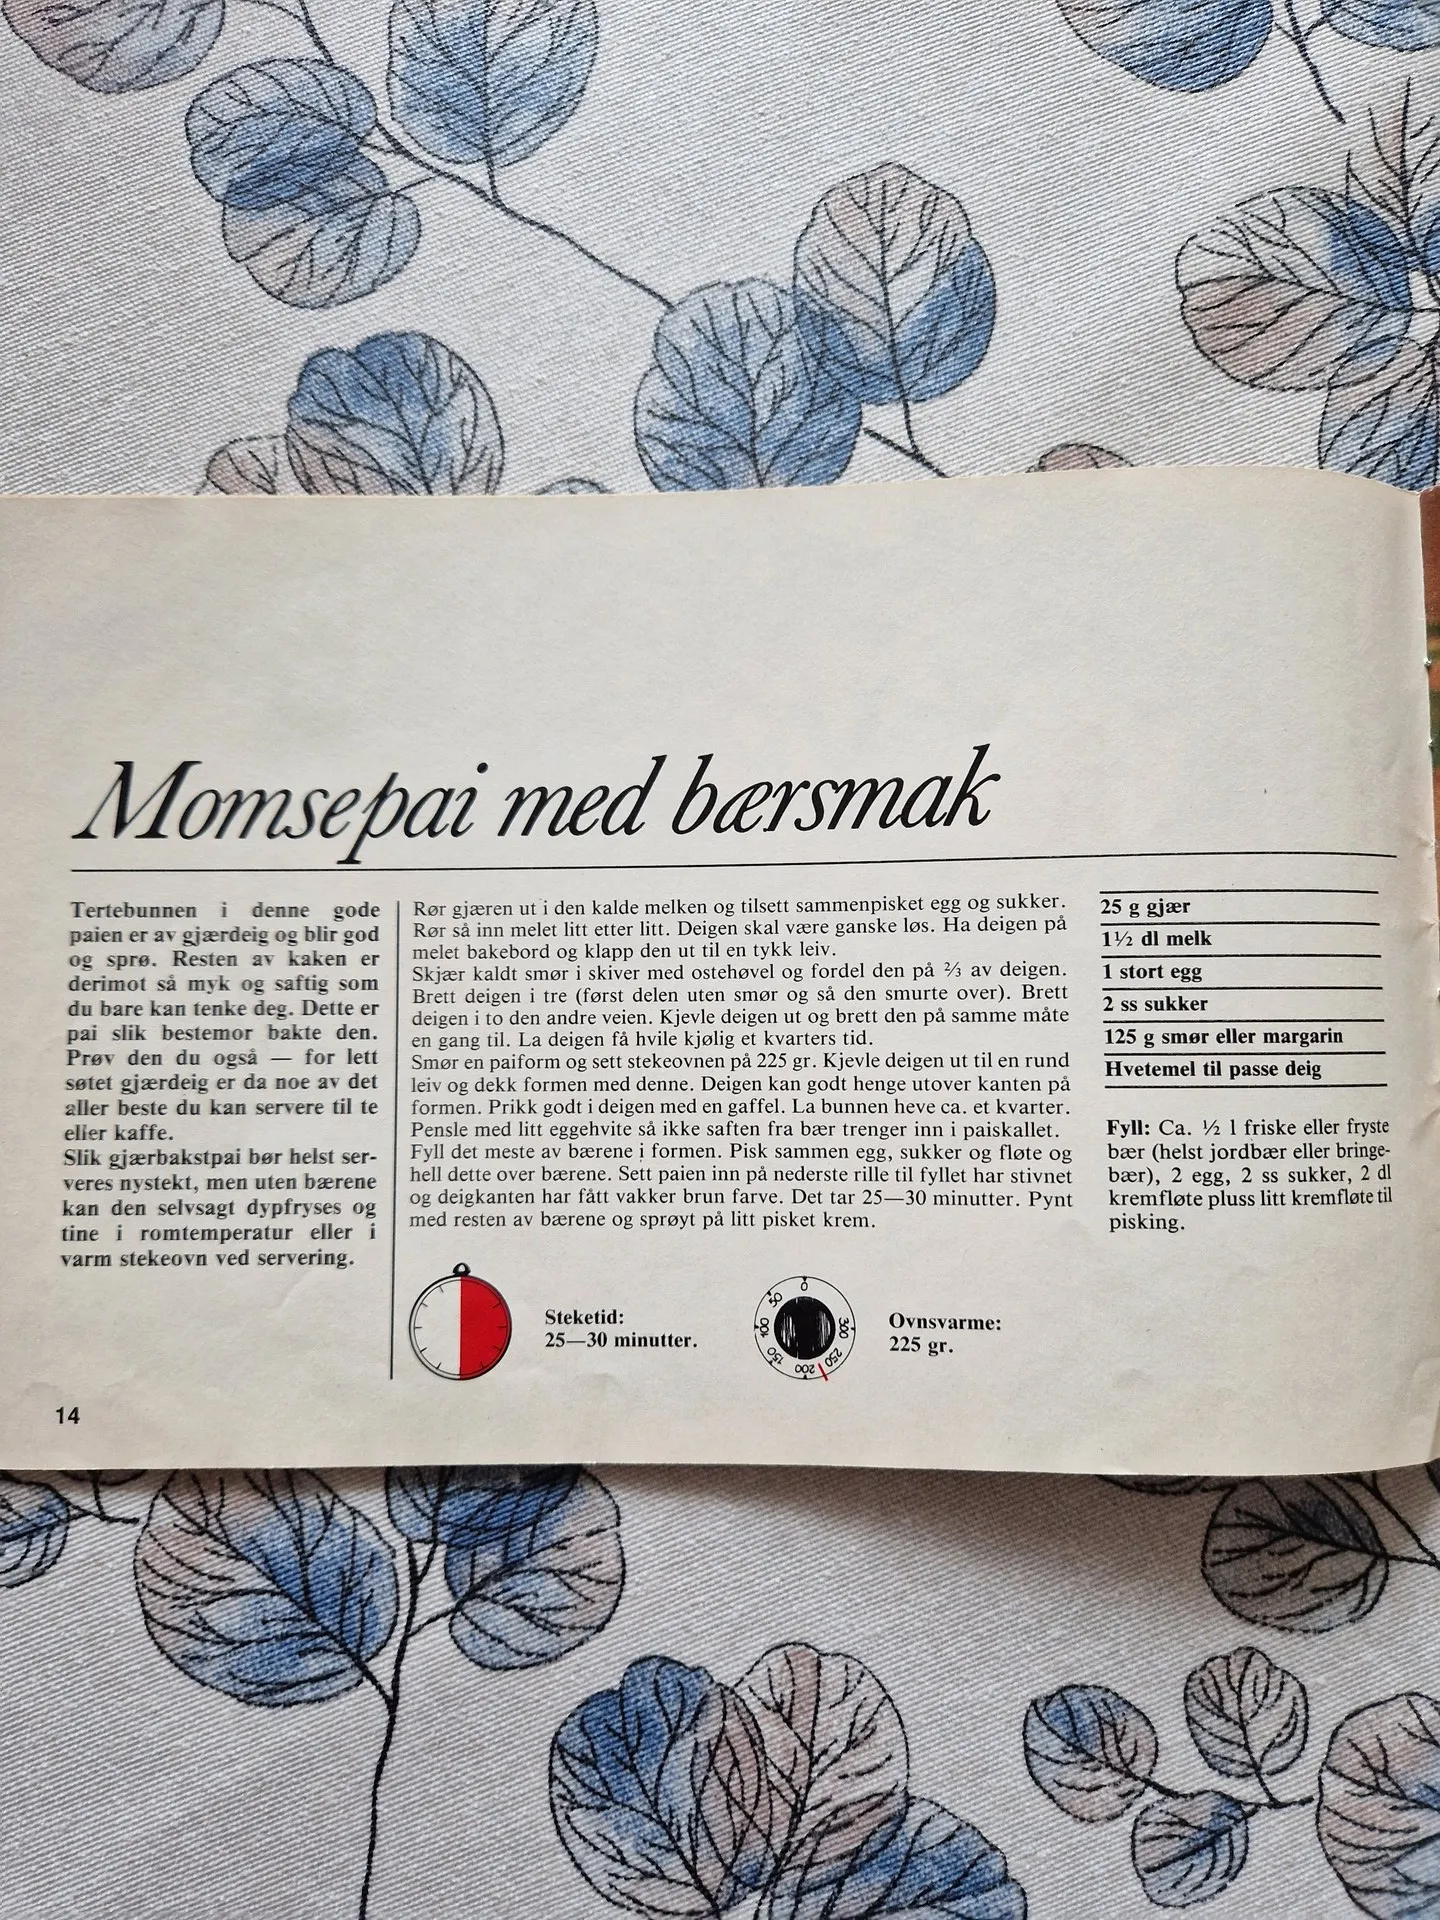 Momsepai med bærsmak
Tertebunnen i denne gode
paien er av gjærdeig og blir god
og sprø. Resten av kaken er
derimot så myk og saftig som
du bare kan tenke deg. Dette er
pai slik bestemor bakte den.
Prøv den du også — for lett
søtet gjærdeig er da noe av det
aller beste du kan servere til te
eller kaffe.
Slik gjærbakstpai bør helst ser-
veres nystekt, men uten bærene
kan den selvsagt dypfryses og
tine i romtemperatur eller i
varm stekeovn ved servering.
Rør gjæren ut i den kalde melken og tilsett sammenpisket egg og sukker.
Rør så inn melet litt etter litt. Deigen skal være ganske løs. Ha deigen på
melet bakebord og klapp den ut til en tykk leiv.
Skjær kaldt smør i skiver med ostehøvel og fordel den på ⅔ av deigen.
Brett deigen i tre (først delen uten smør og så den smurte over). Brett
deigen i to den andre veien. Kjevle deigen ut og brett den på samme måte
en gang til. La deigen få hvile kjølig et kvarters tid.
Smør en paiform og sett stekeovnen på 225 gr. Kjevle deigen ut til en rund
leiv og dekk formen med denne. Deigen kan godt henge utover kanten på
formen. Prikk godt i deigen med en gaffel. La bunnen heve ca. et kvarter.
Pensle med litt eggehvite så ikke saften fra bær trenger inn i paiskallet.
Fyll det meste av bærene i formen. Pisk sammen egg, sukker og fløte og
hell dette over bærene. Sett paien inn på nederste rille til fyllet har stivnet
og deigkanten har fått vakker brun farve. Det tar 25—30 minutter. Pynt
med resten av bærene og sprøyt på litt pisket krem.
25 g gjær
1½ dl melk
1 stort egg
2 ss sukker
125 g smør eller margarin
Hvetemel til passe deig
Fyll: Ca. ½ l friske eller fryste
bær (helst jordbær eller bringe-
bær), 2 egg, 2 ss sukker, 2 dl
kremfløte pluss litt kremfløte til
pisking.
Steketid:
25—30 minutter.
0
50
100
150
200
250
300
Ovnsvarme:
225 gr.
14